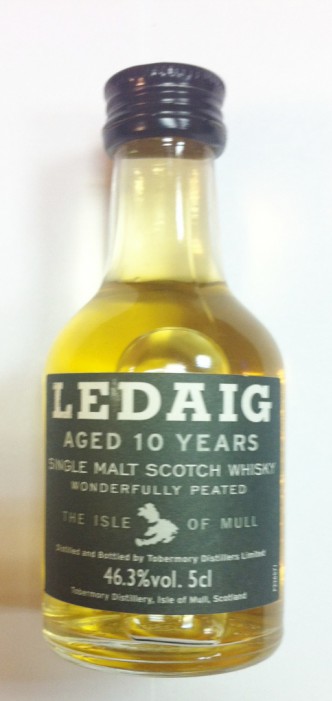 LEDAIG
AGED 10 YEARS
SINGLE MALT SCOTCH WHISKY
WONDERFULLY PEATED
THE ISLE OF MULL
Distilled and Bottled by Tobermory Distillers Limited
46.3%vol. 5cl
Tobermory Distillery, Isle of Mull, Scotland